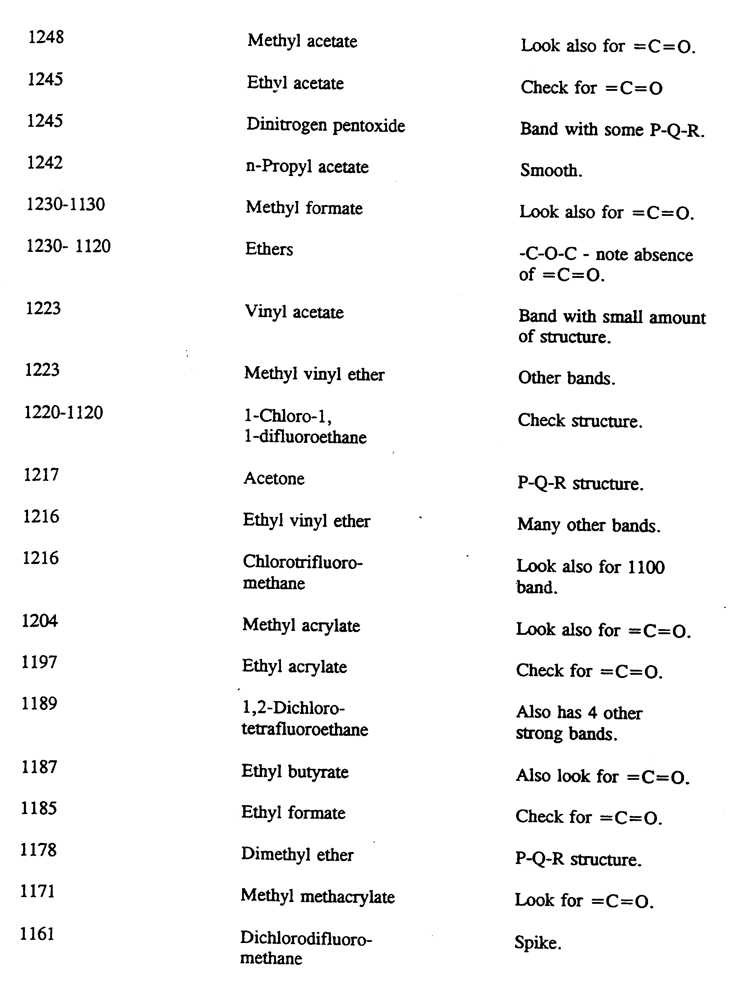 1248 Methyl acetate Look also for =C=O.
1245 Ethyl acetate Check for =C=O
1245 Dinitrogen pentoxide Band with some P-Q-R.
1242 n-Propyl acetate Smooth.
1230-1130 Methyl formate Look also for =C=O.
1230- 1120 Ethers -C-O-C - note absence
of =C=O.
1223 Vinyl acetate Band with small amount
of structure.
1223 Methyl vinyl ether Other bands.
1220-1120 1-Chloro-1, Check structure.
1-difluoroethane
1217 Acetone P-Q-R structure.
1216 Ethyl vinyl ether Many other bands.
1216 Chlorotrifluoro- Look also for 1100
methane band.
1204 Methyl acrylate Look also for =C=O.
1197 Ethyl acrylate Check for =C=O.
1189 1,2-Dichloro- Also has 4 other
tetrafluoroethane strong bands.
1187 Ethyl butyrate Also look for =C=O.
1185 Ethyl formate Check for =C=O.
1178 Dimethyl ether P-Q-R structure.
1171 Methyl methacrylate Look for =C=O.
1161 Dichlorodifluoro- Spike.
methane